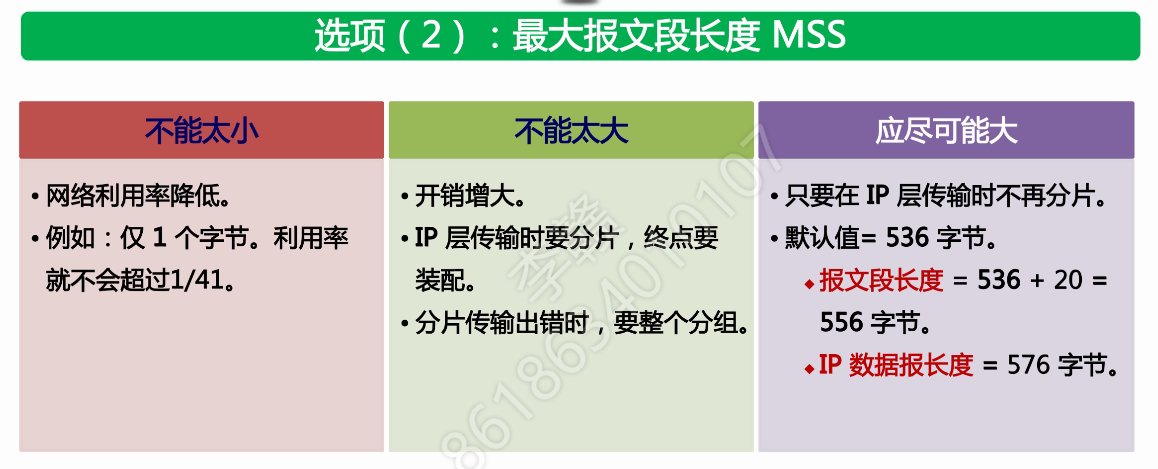 选项（2）：最大报文段长度 MSS
不能太小
• 网络利用率降低。
• 例如：仅 1 个字节。利用率
就不会超过1/41。
不能太大
• 开销增大。
• IP 层传输时要分片，终点要
装配。
• 分片传输出错时，要整个分组。
应尽可能大
• 只要在 IP 层传输时不再分片。
• 默认值= 536 字节。
◆ 报文段长度 = 536 + 20 =
556 字节。
◆ IP 数据报长度 = 576 字节。
李赣
8618634010107